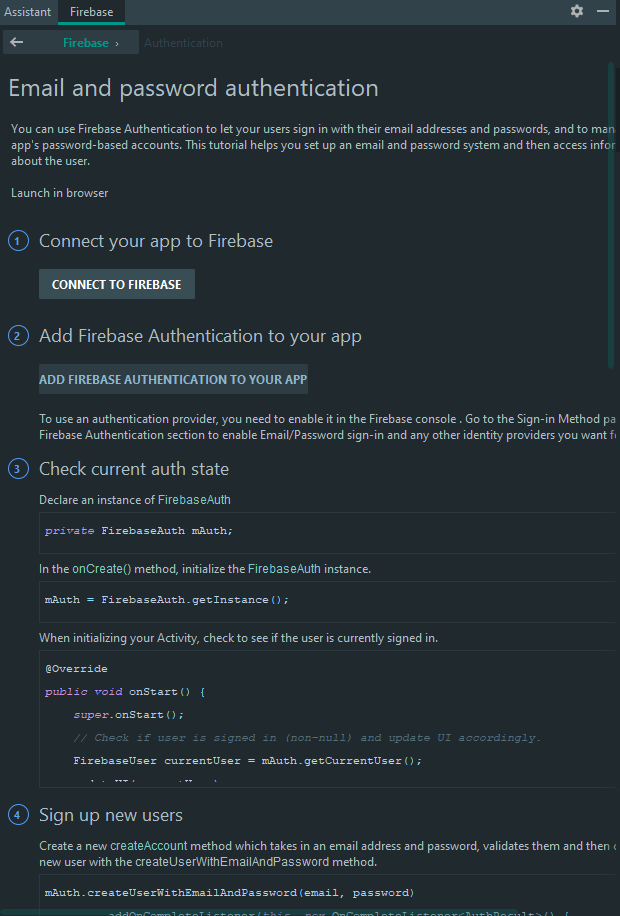 Assistant Firebase
Firebase › Authentication
Email and password authentication
You can use Firebase Authentication to let your users sign in with their email addresses and passwords, and to man
app's password-based accounts. This tutorial helps you set up an email and password system and then access infor
about the user.
Launch in browser
1 Connect your app to Firebase
CONNECT TO FIREBASE
2 Add Firebase Authentication to your app
ADD FIREBASE AUTHENTICATION TO YOUR APP
To use an authentication provider, you need to enable it in the Firebase console . Go to the Sign-in Method pa
Firebase Authentication section to enable Email/Password sign-in and any other identity providers you want f
3 Check current auth state
Declare an instance of FirebaseAuth
private FirebaseAuth mAuth;
In the onCreate() method, initialize the FirebaseAuth instance.
mAuth = FirebaseAuth.getInstance();
When initializing your Activity, check to see if the user is currently signed in.
@Override
public void onStart() {
super.onStart();
// Check if user is signed in (non-null) and update UI accordingly.
FirebaseUser currentUser = mAuth.getCurrentUser();
4 Sign up new users
Create a new createAccount method which takes in an email address and password, validates them and then
new user with the createUserWithEmailAndPassword method.
mAuth.createUserWithEmailAndPassword(email, password)
.addOnCompleteListener(this, new OnCompleteListener<AuthResult>() {